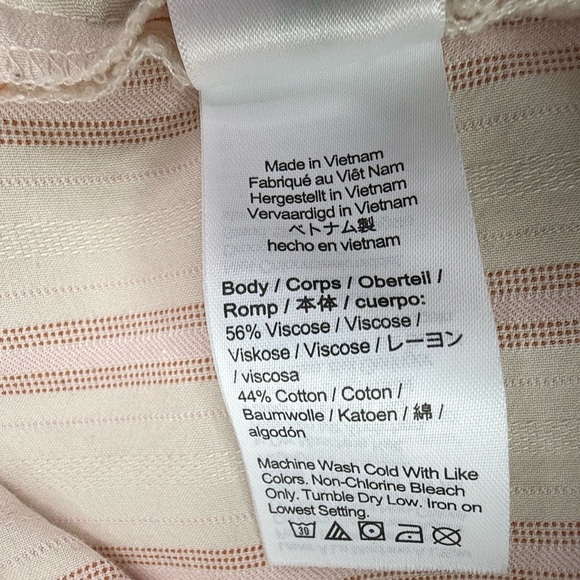 Made in Vietnam
Fabriqué au Viêt Nam
Hergestellt in Vietnam
Vervaardigd in Vietnam
ベトナム製
hecho en vietnam
Body / Corps / Oberteil /
Romp / 本体 / cuerpo:
56% Viscose / Viscose /
Viskose / Viscose / レーヨン
/ viscosa
44% Cotton / Coton /
Baumwolle / Katoen / 綿 /
algodón
Machine Wash Cold With Like
Colors. Non-Chlorine Bleach
Only. Tumble Dry Low. Iron on
Lowest Setting.
30